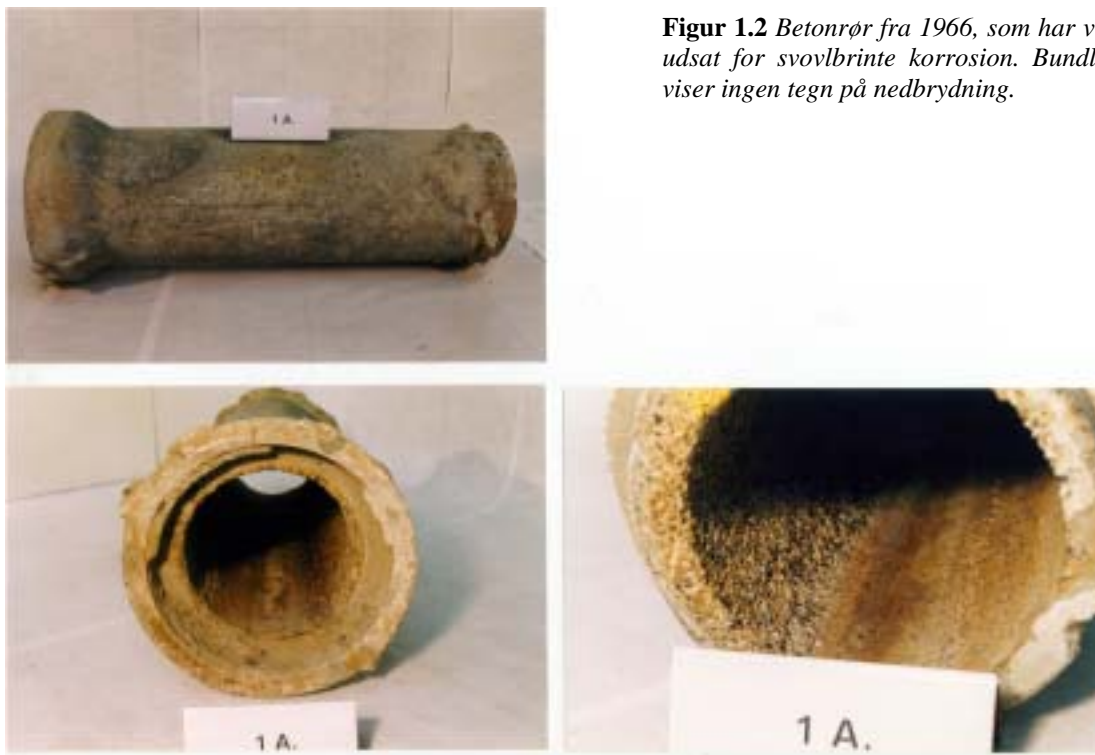 Figur 1.2 Betonrør fra 1966, som har v
udsat for svovlbrinte korrosion. Bundl
viser ingen tegn på nedbrydning.
1 A.
1 A.
1 A.